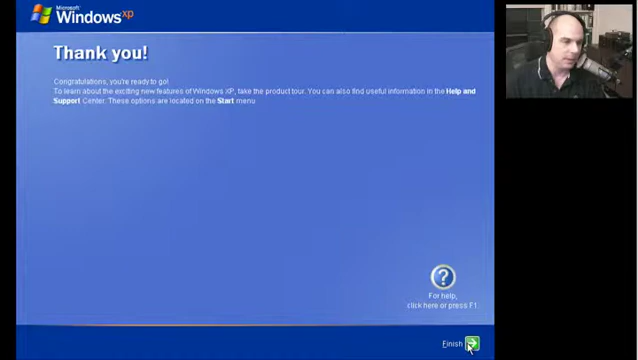 Microsoft
Windows xp
Thank you!
Congratulations, you're ready to go!
To learn about the exciting new features of Windows XP, take the product tour. You can also find useful information in the Help and
Support Center. These options are located on the Start menu
?
For help,
click here or press F1.
Finish